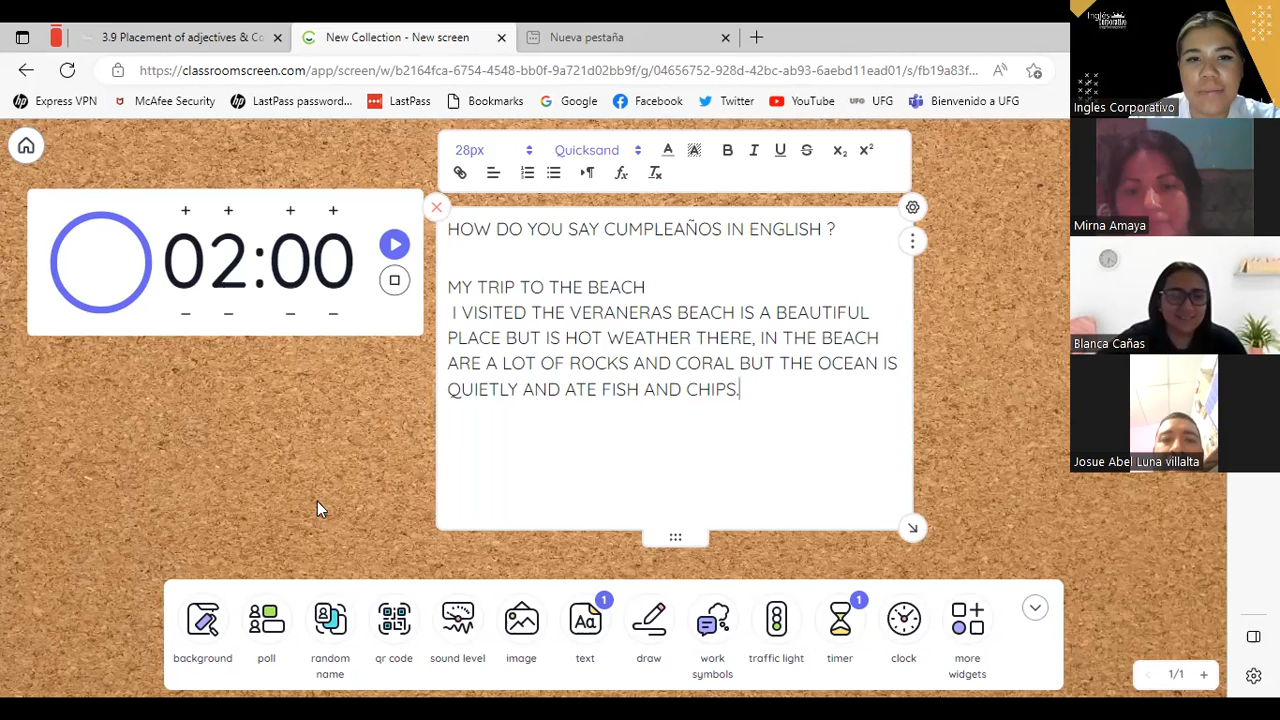 3.9 Placement of adjectives & Co
New Collection - New screen
Nueva pestaña
https://classroomscreen.com/app/screen/w/b2164fca-6754-4548-bb0f-9a721d02bb9f/g/04656752-928d-42bc-ab93-6aebd11ead01/s/fb19a83f...
Express VPN
McAfee Security
LastPass password...
LastPass
Bookmarks
Google
Facebook
Twitter
YouTube
UFG
Bienvenido a UFG
28px
Quicksand
02:00
HOW DO YOU SAY CUMPLEAÑOS IN ENGLISH ?
MY TRIP TO THE BEACH
I VISITED THE VERANERAS BEACH IS A BEAUTIFUL
PLACE BUT IS HOT WEATHER THERE, IN THE BEACH
ARE A LOT OF ROCKS AND CORAL BUT THE OCEAN IS
QUIETLY AND ATE FISH AND CHIPS.
background
poll
random
name
qr code
sound level
image
1
text
draw
work
symbols
traffic light
1
timer
clock
more
widgets
1/1
Inglés
Corporativo
Ingles Corporativo
Mirna Amaya
Blanca Cañas
Josue Abel Luna villalta